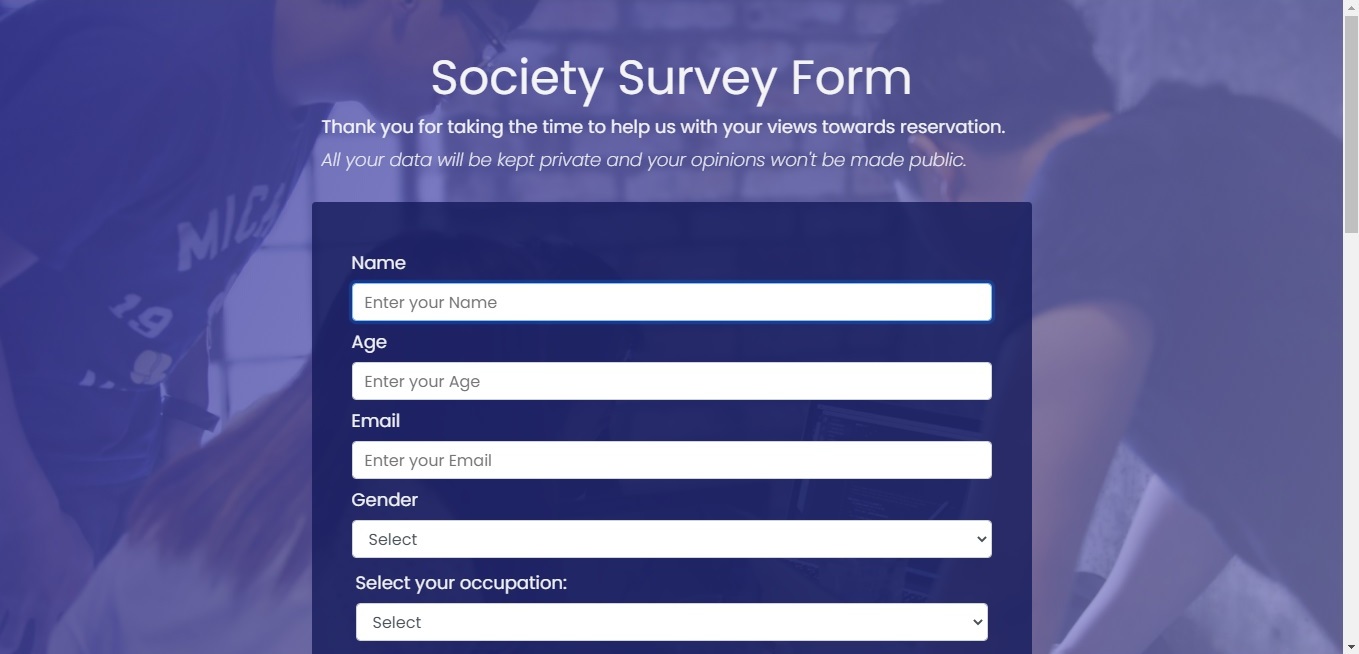 Society Survey Form
Thank you for taking the time to help us with your views towards reservation.
All your data will be kept private and your opinions won't be made public.
MICA
19
Name
Enter your Name
Age
Enter your Age
Email
Enter your Email
Gender
Select
Select your occupation:
Select